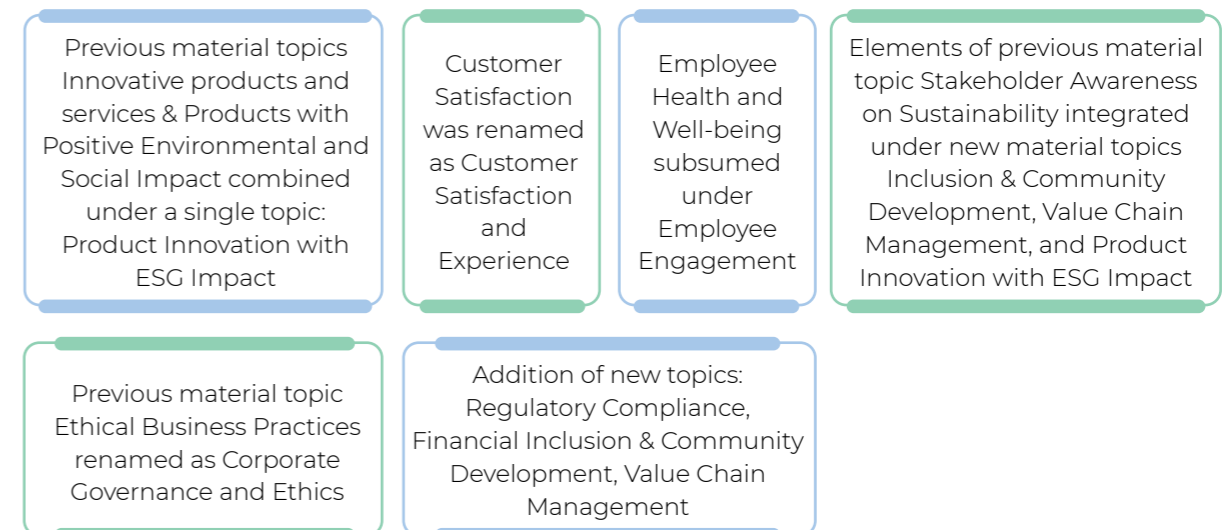 Previous material topics
Innovative products and
services & Products with
Positive Environmental and
Social Impact combined
under a single topic:
Product Innovation with
ESG Impact
Customer
Satisfaction
was renamed
as Customer
Satisfaction
and
Experience
Employee
Health and
Well-being
subsumed
under
Employee
Engagement
Elements of previous material
topic Stakeholder Awareness
on Sustainability integrated
under new material topics
Inclusion & Community
Development, Value Chain
Management, and Product
Innovation with ESG Impact
Previous material topic
Ethical Business Practices
renamed as Corporate
Governance and Ethics
Addition of new topics:
Regulatory Compliance,
Financial Inclusion & Community
Development, Value Chain
Management